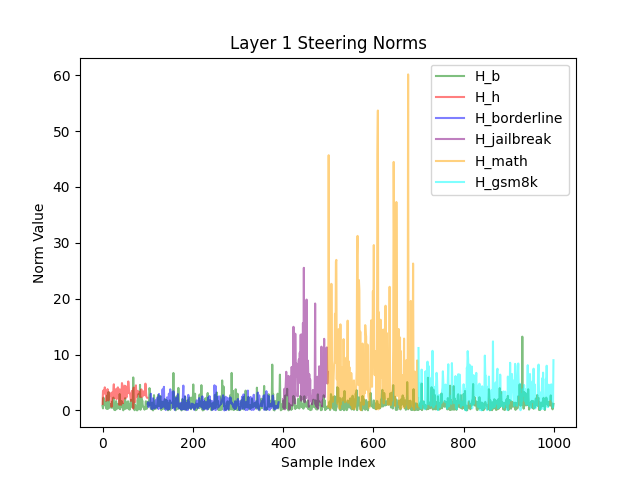 Layer 1 Steering Norms
60
50
40
30
20
10
0
Norm Value
H_b
H_h
H_borderline
H_jailbreak
H_math
H_gsm8k
0 200 400 600 800 1000
Sample Index